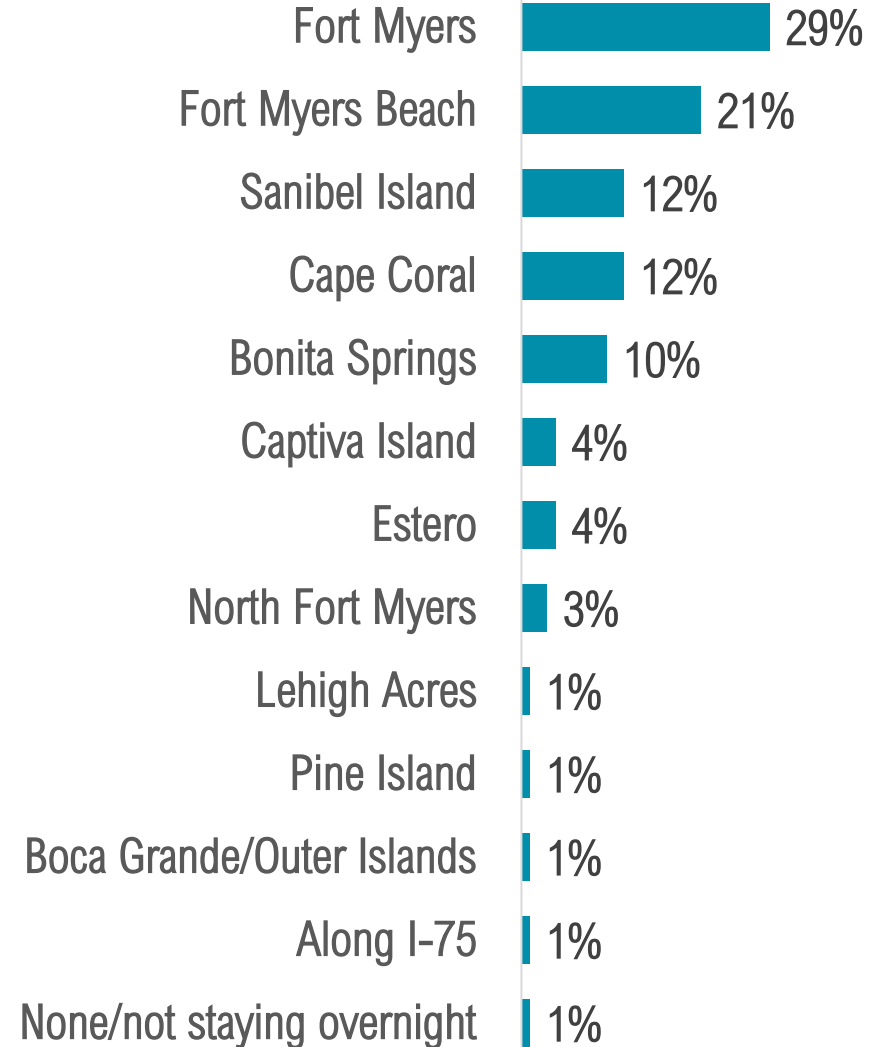 Fort Myers 29%
Fort Myers Beach 21%
Sanibel Island 12%
Cape Coral 12%
Bonita Springs 10%
Captiva Island 4%
Estero 4%
North Fort Myers 3%
Lehigh Acres 1%
Pine Island 1%
Boca Grande/Outer Islands 1%
Along I-75 1%
None/not staying overnight 1%